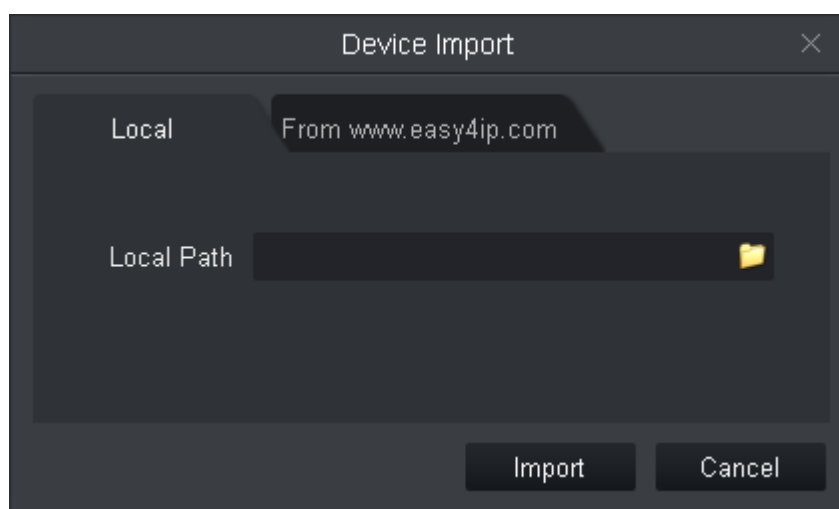 Device Import
Local
From www.easy4ip.com
Local Path
Import
Cancel